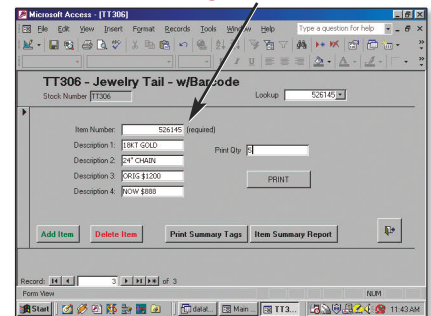 Microsoft Access - [TT306]
File Edit View Insert Format Records Tools Window Help Type a question for help
TT306 - Jewelry Tail - w/Barcode
Stock Number TT306 Lookup 526145
Item Number: 526145 (required)
Description 1: 18KT GOLD Print Qty 5
Description 2: 24" CHAIN
Description 3: ORIG $1200 PRINT
Description 4: NOW $888
Add Item Delete Item Print Summary Tags Item Summary Report
Record: 3 of 3
Form View NUM
Start datat... Main ... TT3... 11:43 AM